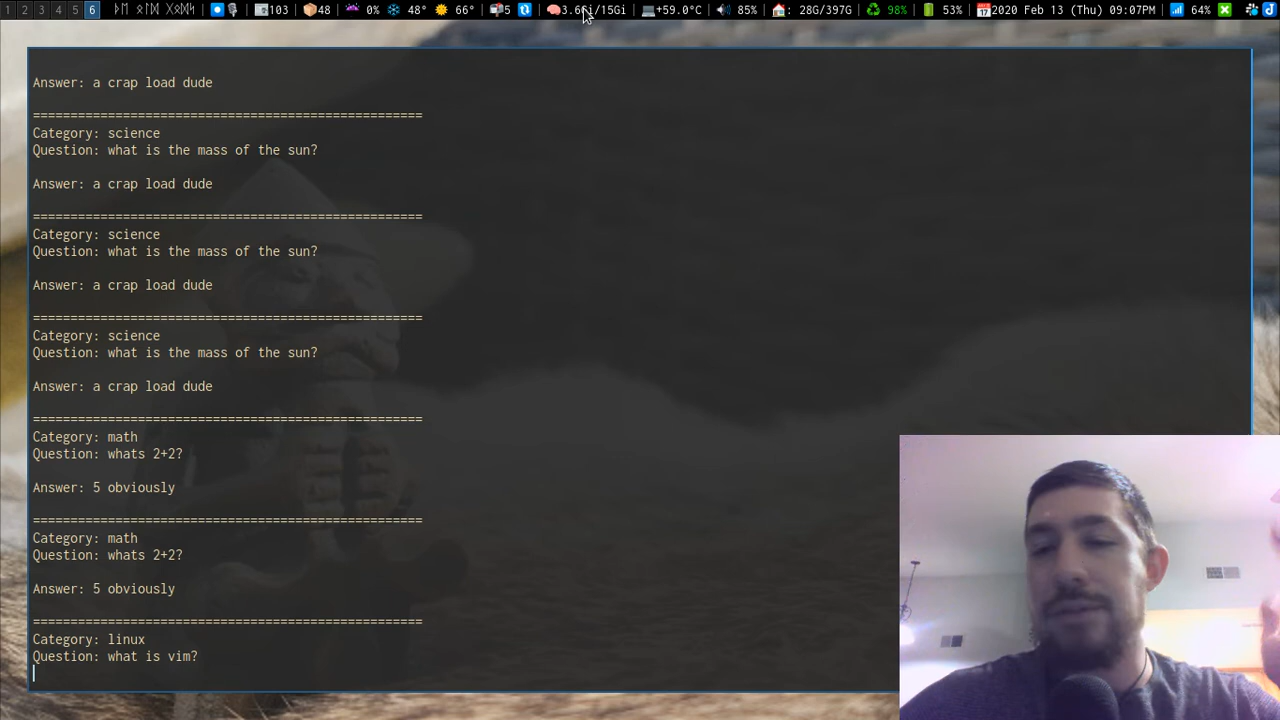 1 2 3 4 5 6 103 48 0% 48° 66° 5 3.6Gi/15Gi +59.0°C 85% : 28G/397G 98% 53% 2020 Feb 13 (Thu) 09:07PM 64%
Answer: a crap load dude
====================================================
Category: science
Question: what is the mass of the sun?
Answer: a crap load dude
====================================================
Category: science
Question: what is the mass of the sun?
Answer: a crap load dude
====================================================
Category: science
Question: what is the mass of the sun?
Answer: a crap load dude
====================================================
Category: math
Question: whats 2+2?
Answer: 5 obviously
====================================================
Category: math
Question: whats 2+2?
Answer: 5 obviously
====================================================
Category: linux
Question: what is vim?